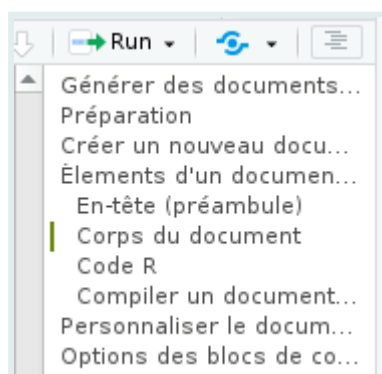 Run
Générer des documents...
Préparation
Créer un nouveau docu...
Élements d'un documen...
En-tête (préambule)
Corps du document
Code R
Compiler un document...
Personnaliser le docum...
Options des blocs de co...